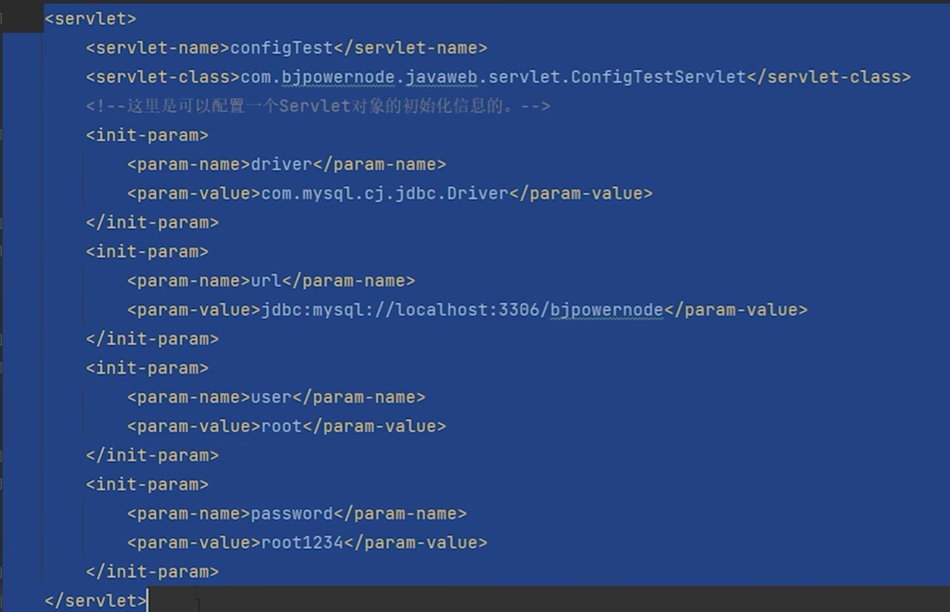 <servlet>
<servlet-name>configTest</servlet-name>
<servlet-class>com.bjpowernode.javaweb.servlet.ConfigTestServlet</servlet-class>
<!--这里是可以配置一个Servlet对象的初始化信息的。-->
<init-param>
<param-name>driver</param-name>
<param-value>com.mysql.cj.jdbc.Driver</param-value>
</init-param>
<init-param>
<param-name>url</param-name>
<param-value>jdbc:mysql://localhost:3306/bjpowernode</param-value>
</init-param>
<init-param>
<param-name>user</param-name>
<param-value>root</param-value>
</init-param>
<init-param>
<param-name>password</param-name>
<param-value>root1234</param-value>
</init-param>
</servlet>